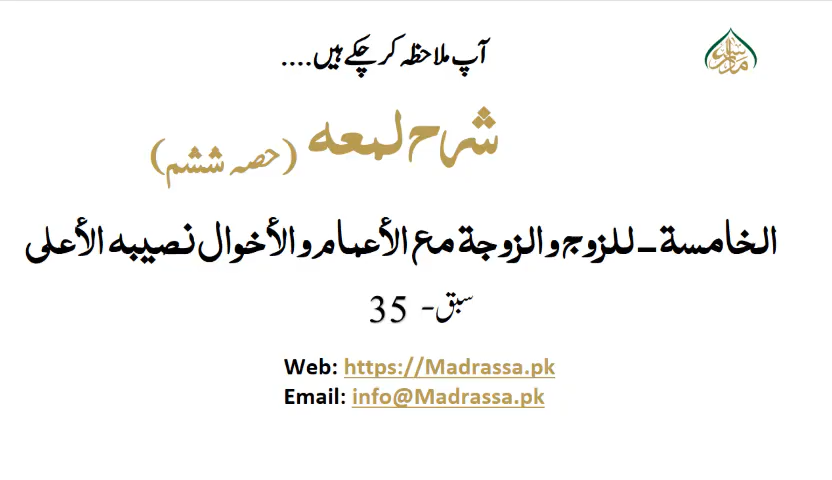 آپ ملاحظہ کر چکے ہیں....
شرح لمعہ (حصہ ششم)
الخامسة ـ للزوج والزوجة مع الأعمام والأخوال نصيبه الأعلى
سبق- 35
Web: https://Madrassa.pk
Email: info@Madrassa.pk